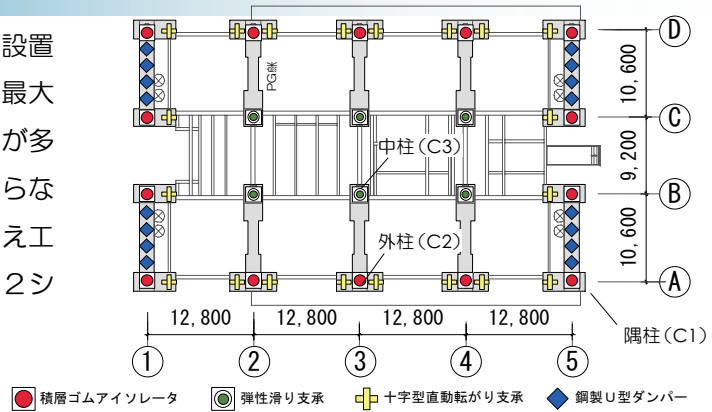 設置
最大
が多
らな
え工
2シ
PG梁
中柱(C3)
外柱(C2)
隅柱(C1)
D
C
B
A
10,600
9,200
10,600
12,800
12,800
12,800
12,800
1
2
3
4
5
積層ゴムアイソレータ
弾性滑り支承
十字型直動転がり支承
鋼製U型ダンパー